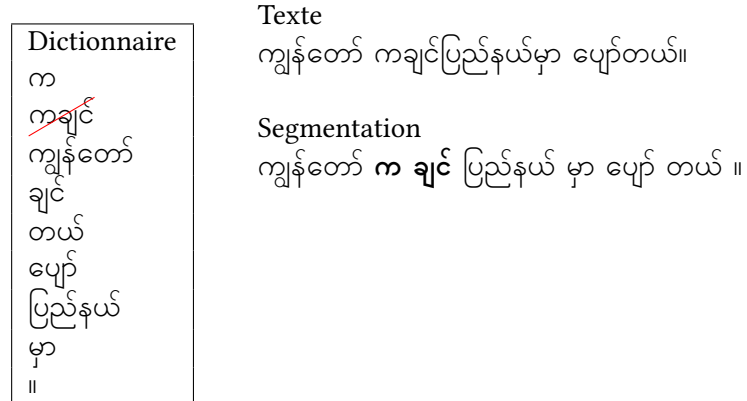 Dictionnaire
က
ကချင်
ကျွန်တော်
ချင်
တယ်
ပျော်
ပြည်နယ်
မှာ
။
Texte
ကျွန်တော် ကချင်ပြည်နယ်မှာ ပျော်တယ်။
Segmentation
ကျွန်တော် က ချင် ပြည်နယ် မှာ ပျော် တယ် ။